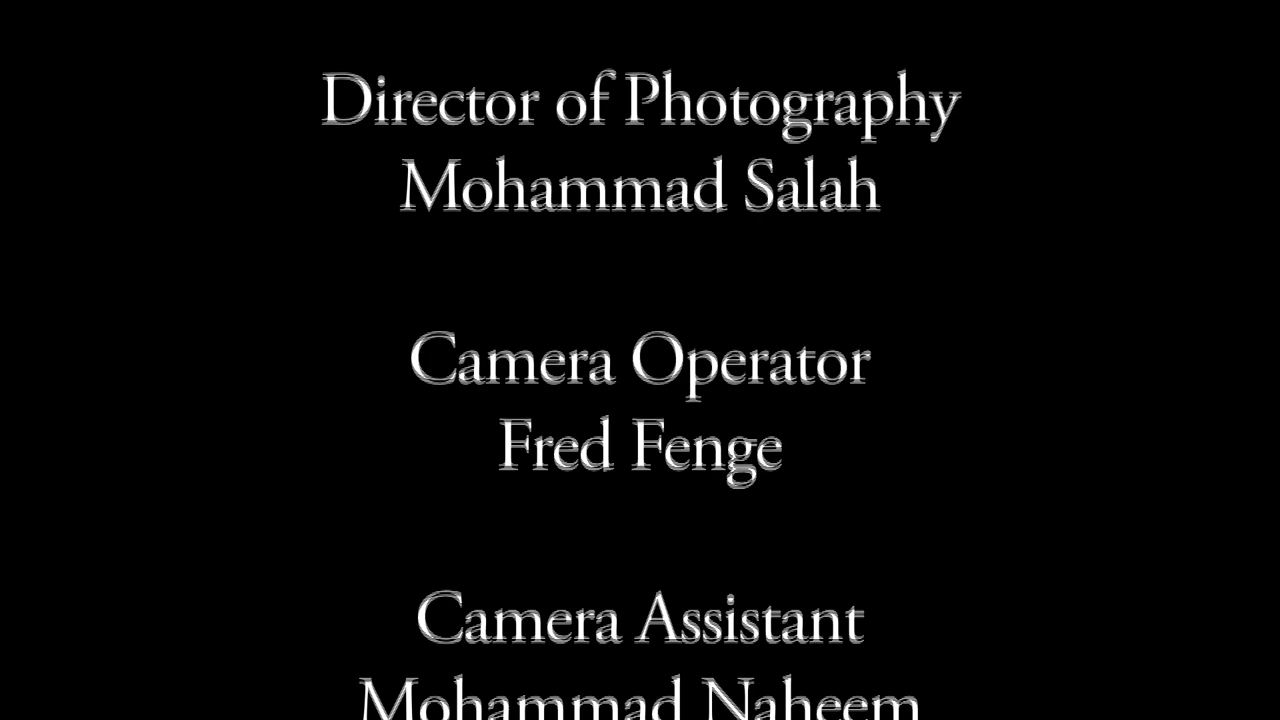 Director of Photography
Mohammad Salah
Camera Operator
Fred Fenge
Camera Assistant
Mohammad Naheem